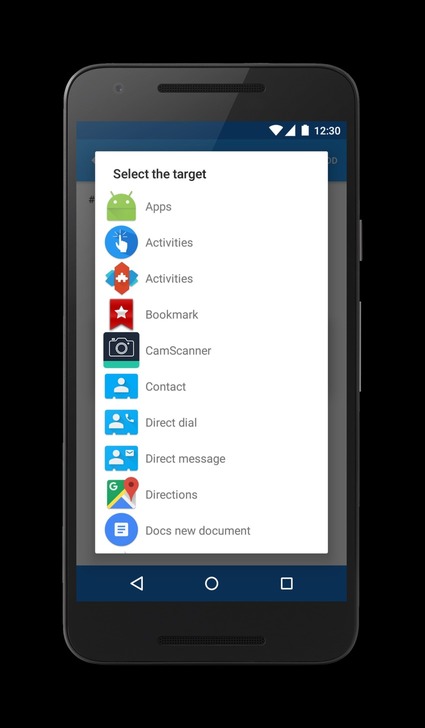 12:30
#
Select the target
Apps
Activities
Activities
Bookmark
CamScanner
Contact
Direct dial
Direct message
Directions
G
Docs new document